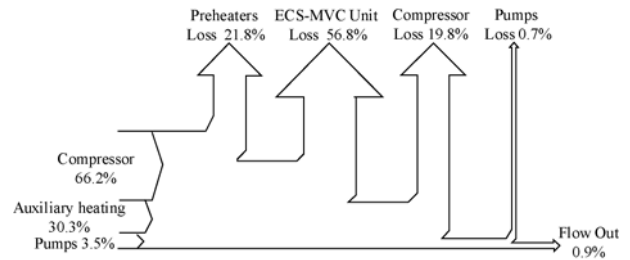 Preheaters
Loss 21.8%
ECS-MVC Unit
Loss 56.8%
Compressor
Loss 19.8%
Pumps
Loss 0.7%
Compressor
66.2%
Auxiliary heating
30.3%
Pumps 3.5%
Flow Out
0.9%